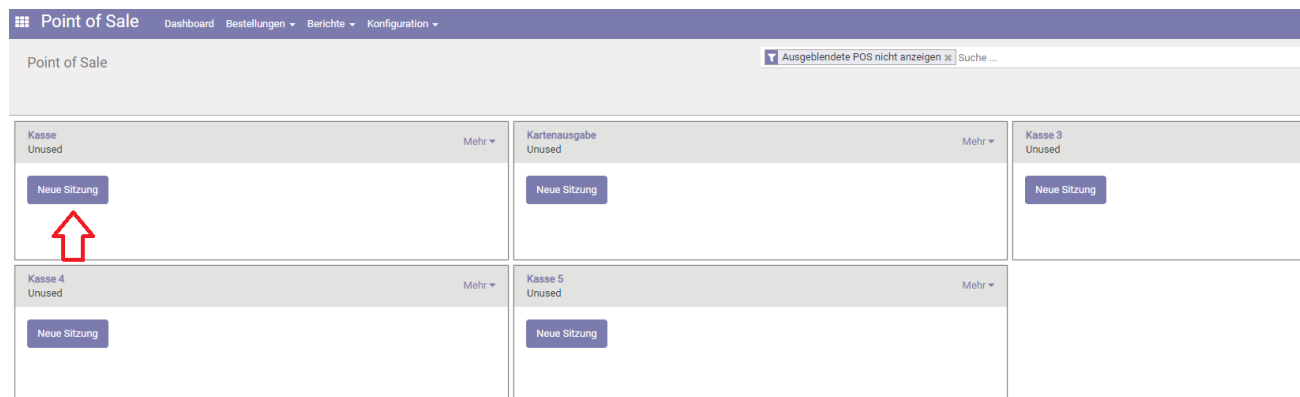 Point of Sale Dashboard Bestellungen Berichte Konfiguration
Point of Sale
Ausgeblendete POS nicht anzeigen Suche ...
Kasse Mehr
Unused
Neue Sitzung
Kartenausgabe Mehr
Unused
Neue Sitzung
Kasse 3
Unused
Neue Sitzung
Kasse 4 Mehr
Unused
Neue Sitzung
Kasse 5 Mehr
Unused
Neue Sitzung